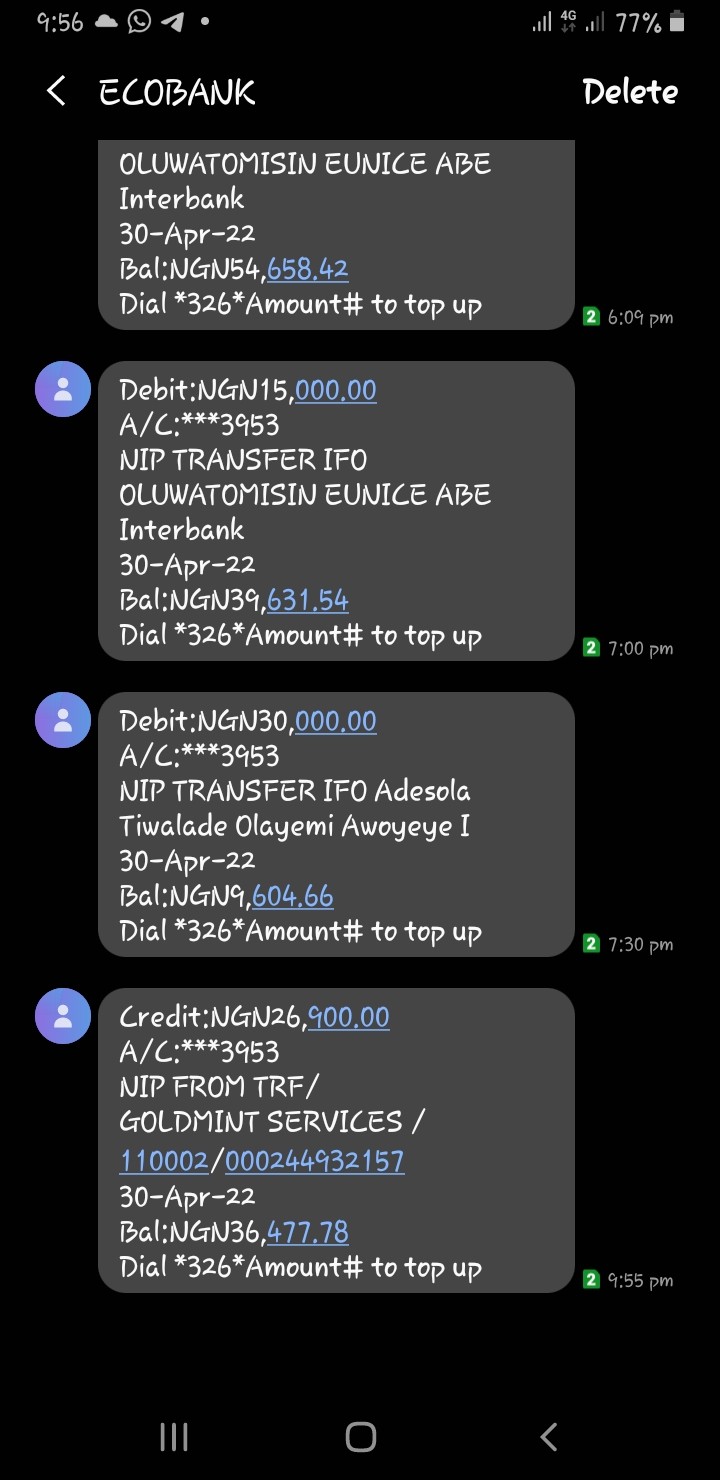 9:56
4G
77%
ECOBANK
Delete
OLUWATOMISIN EUNICE ABE
Interbank
30-Apr-22
Bal:NGN54,658.42
Dial *326*Amount# to top up
2 6:09 pm
Debit:NGN15,000.00
A/C:***3953
NIP TRANSFER IFO
OLUWATOMISIN EUNICE ABE
Interbank
30-Apr-22
Bal:NGN39,631.54
Dial *326*Amount# to top up
2 7:00 pm
Debit:NGN30,000.00
A/C:***3953
NIP TRANSFER IFO Adesola
Tiwalade Olayemi Awoyeye I
30-Apr-22
Bal:NGN9,604.66
Dial *326*Amount# to top up
2 7:30 pm
Credit:NGN26,900.00
A/C:***3953
NIP FROM TRF/
GOLDMINT SERVICES /
110002/000244932157
30-Apr-22
Bal:NGN36,477.78
Dial *326*Amount# to top up
2 9:55 pm